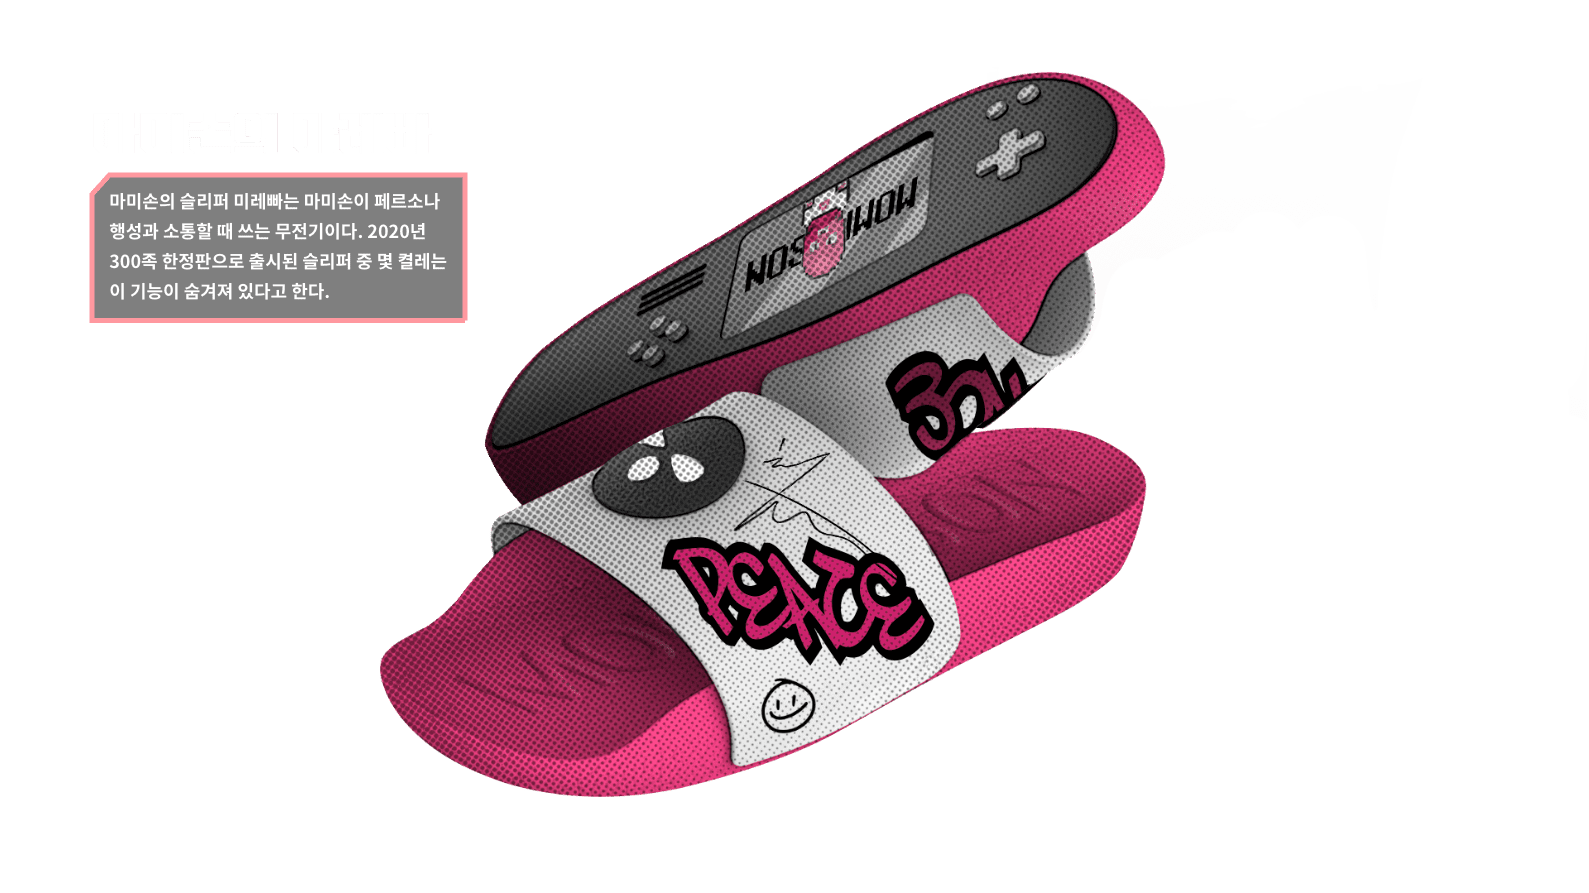 마미손의 슬리퍼 미레빠는 마미손이 페르소나
행성과 소통할 때 쓰는 무전기이다. 2020년
300족 한정판으로 출시된 슬리퍼 중 몇 켤레는
이 기능이 숨겨져 있다고 한다.
PEACE